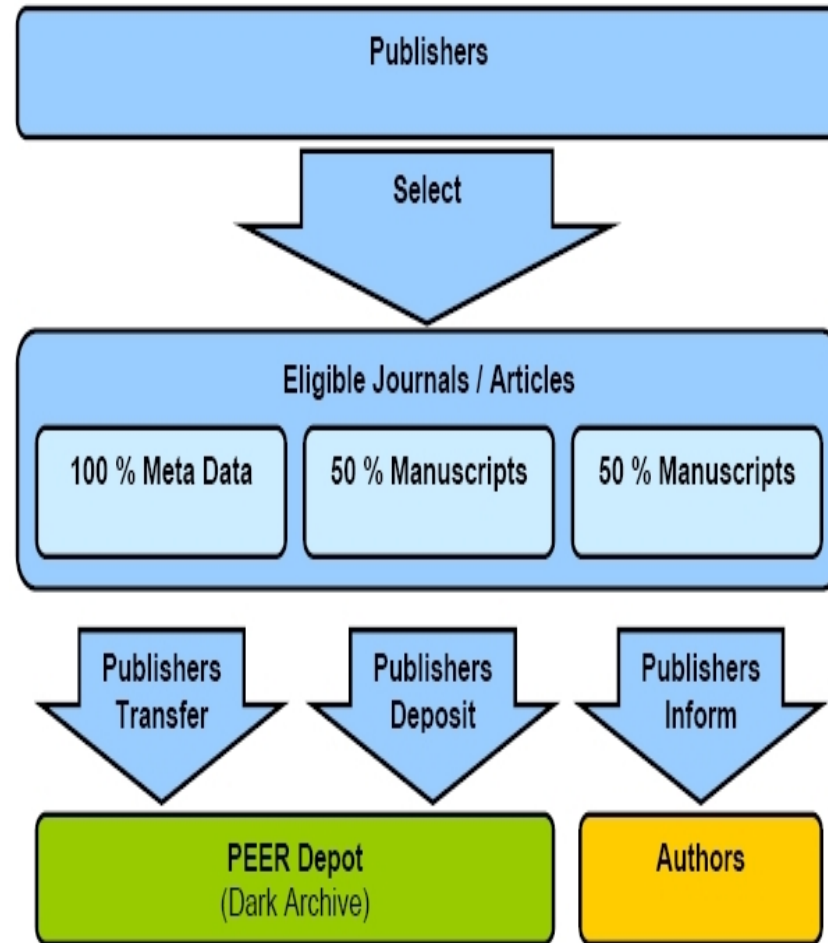 Publishers
Select
Eligible Journals / Articles
100 % Meta Data
50 % Manuscripts
50 % Manuscripts
Publishers
Transfer
Publishers
Deposit
Publishers
Inform
PEER Depot
(Dark Archive)
Authors